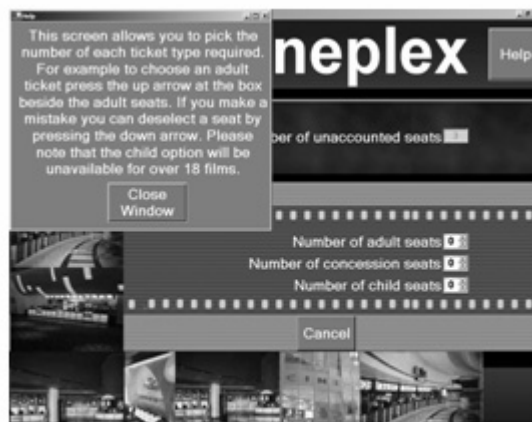 Help
This screen allows you to pick the
number of each ticket type required.
For example to choose an adult
ticket press the up arrow at the box
beside the adult seats. If you make a
mistake you can deselect a seat by
pressing the down arrow. Please
note that the child option will be
unavailable for over 18 films.
Close
Window
neplex
Help
ber of unaccounted seats
Number of adult seats 0
Number of concession seats 0
Number of child seats 0
Cancel